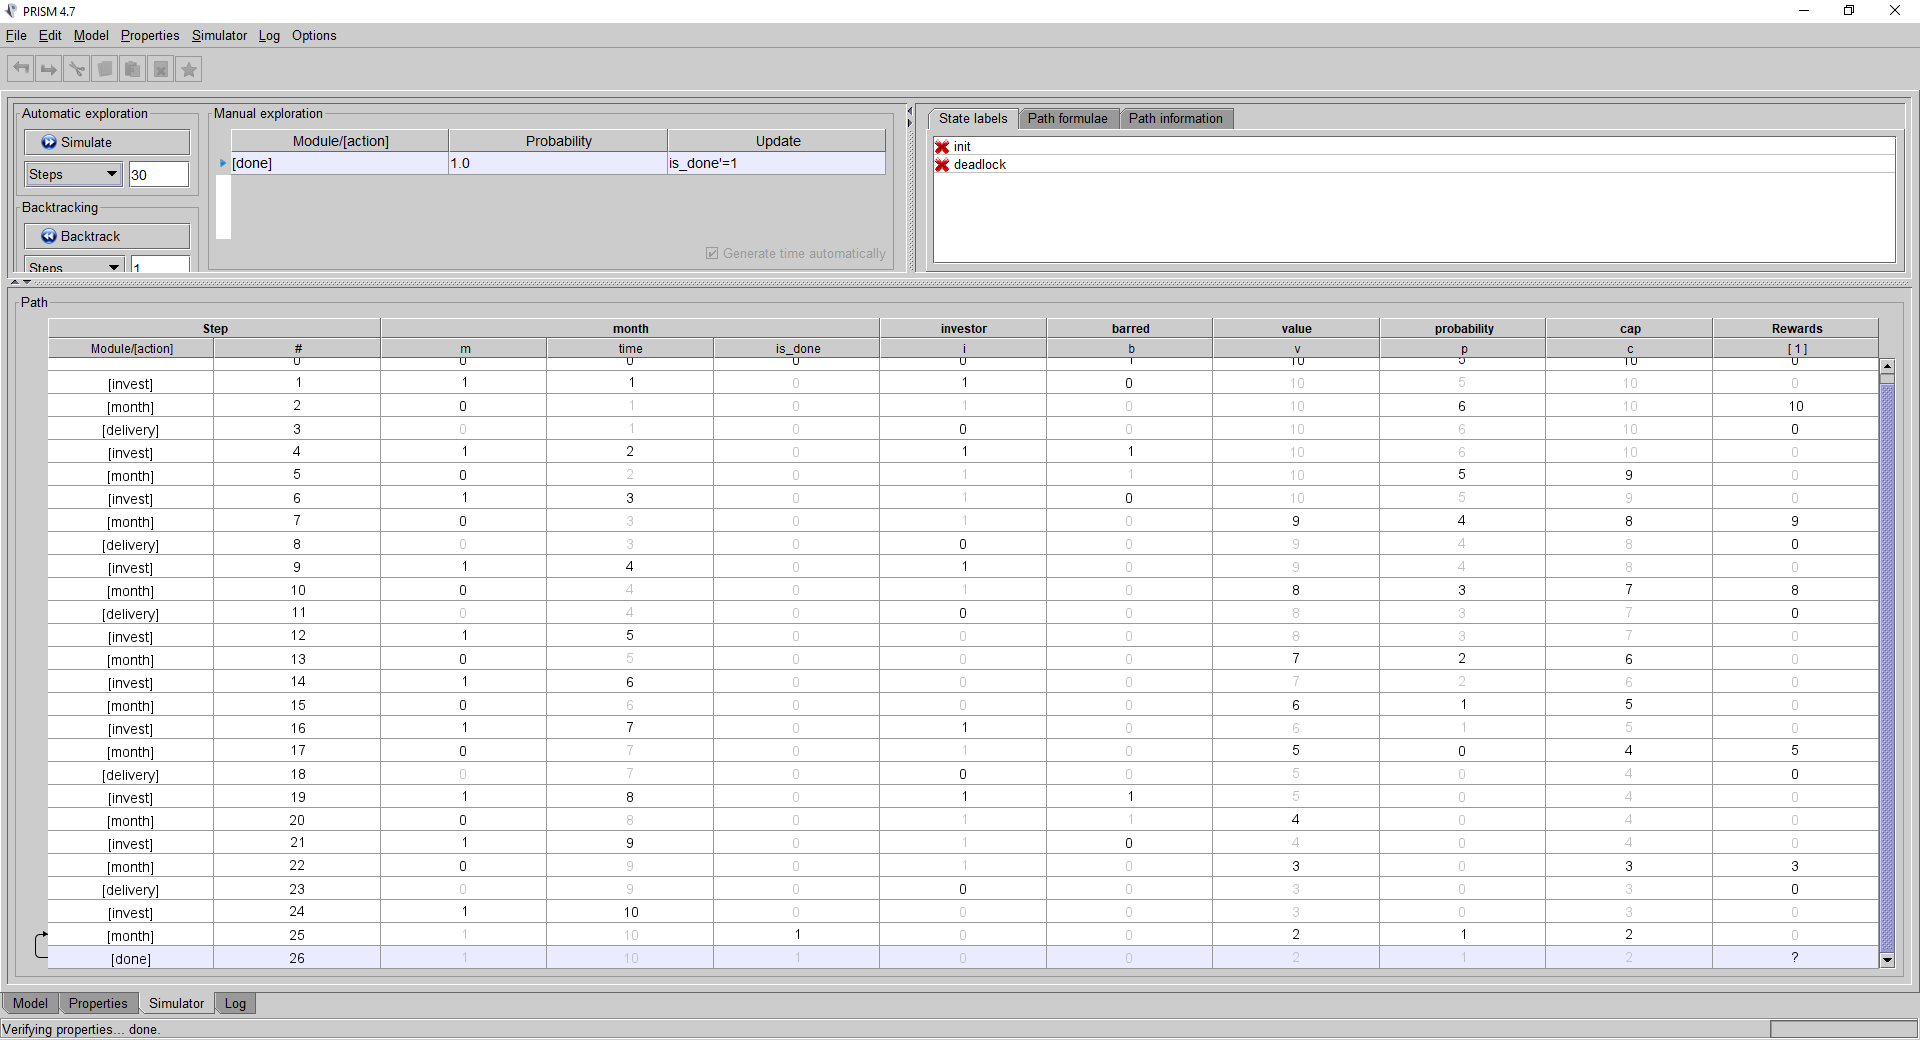 PRISM 4.7
File Edit Model Properties Simulator Log Options
Automatic exploration
Simulate
Steps 30
Backtracking
Backtrack
Steps 1
Manual exploration
Module/[action] Probability Update
[done] 1.0 is_done'=1
Generate time automatically
State labels Path formulae Path information
init
deadlock
Path
Step month investor barred value probability cap Rewards
Module/[action] # m time is_done i b v p c [ 1 ]
0 0 0 0 0 1 10 5 10 0
[invest] 1 1 1 0 1 0 10 5 10 0
[month] 2 0 1 0 1 0 10 6 10 10
[delivery] 3 0 1 0 0 0 10 6 10 0
[invest] 4 1 2 0 1 1 10 6 10 0
[month] 5 0 2 0 1 1 10 5 9 0
[invest] 6 1 3 0 1 0 10 5 9 0
[month] 7 0 3 0 1 0 9 4 8 9
[delivery] 8 0 3 0 0 0 9 4 8 0
[invest] 9 1 4 0 1 0 9 4 8 0
[month] 10 0 4 0 1 0 8 3 7 8
[delivery] 11 0 4 0 0 0 8 3 7 0
[invest] 12 1 5 0 0 0 8 3 7 0
[month] 13 0 5 0 0 0 7 2 6 0
[invest] 14 1 6 0 0 0 7 2 6 0
[month] 15 0 6 0 0 0 6 1 5 0
[invest] 16 1 7 0 1 0 6 1 5 0
[month] 17 0 7 0 1 0 5 0 4 5
[delivery] 18 0 7 0 0 0 5 0 4 0
[invest] 19 1 8 0 1 1 5 0 4 0
[month] 20 0 8 0 1 1 4 0 4 0
[invest] 21 1 9 0 1 0 4 0 4 0
[month] 22 0 9 0 1 0 3 0 3 3
[delivery] 23 0 9 0 0 0 3 0 3 0
[invest] 24 1 10 0 0 0 3 0 3 0
[month] 25 1 10 1 0 0 2 1 2 0
[done] 26 1 10 1 0 0 2 1 2 ?
Model Properties Simulator Log
Verifying properties... done.